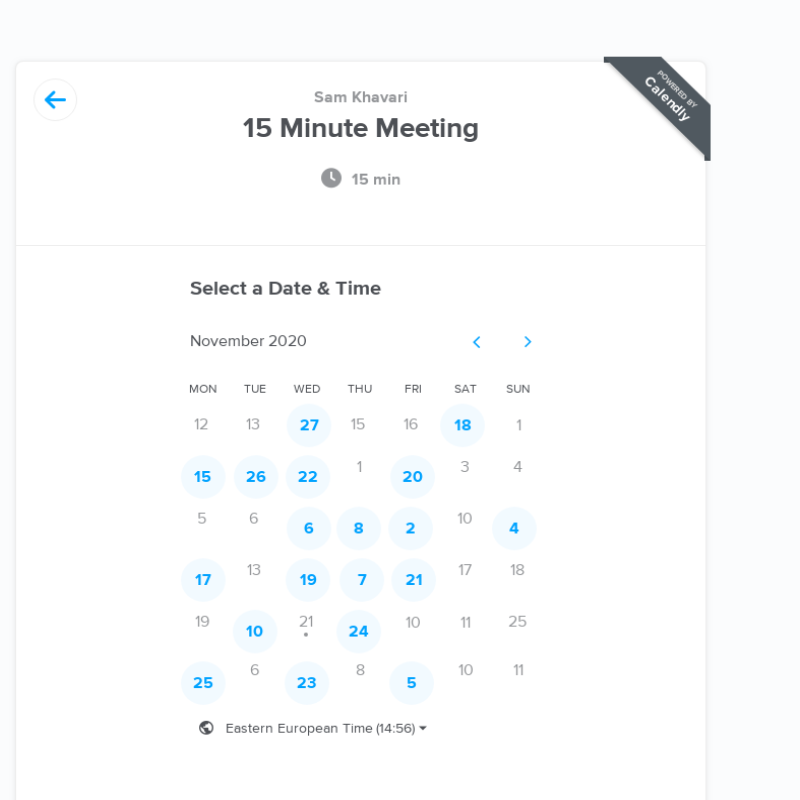 POWERED BY
Calendly
Sam Khavari
15 Minute Meeting
15 min
Select a Date & Time
November 2020
MON TUE WED THU FRI SAT SUN
12 13 27 15 16 18 1
15 26 22 1 20 3 4
5 6 6 8 2 10 4
17 13 19 7 21 17 18
19 10 21 24 10 11 25
25 6 23 8 5 10 11
Eastern European Time (14:56)